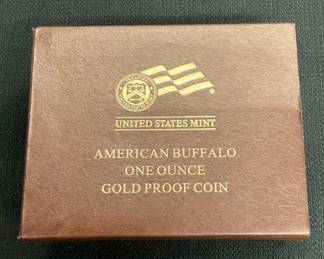 UNITED STATES MINT
AMERICAN BUFFALO
ONE OUNCE
GOLD PROOF COIN